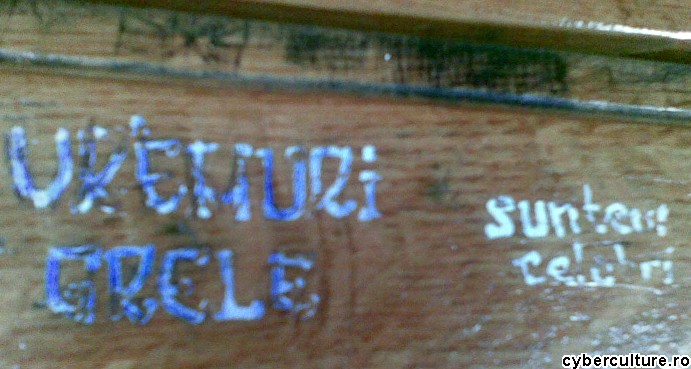 VREMURi
GRELE
suntem
celebri
cyberculture.ro